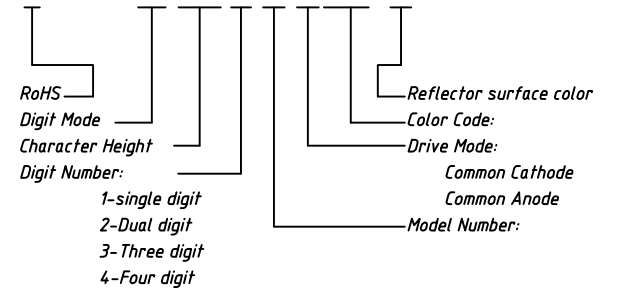 RoHS
Digit Mode
Character Height
Digit Number:
1-single digit
2-Dual digit
3-Three digit
4-Four digit
Reflector surface color
Color Code:
Drive Mode:
Common Cathode
Common Anode
Model Number: